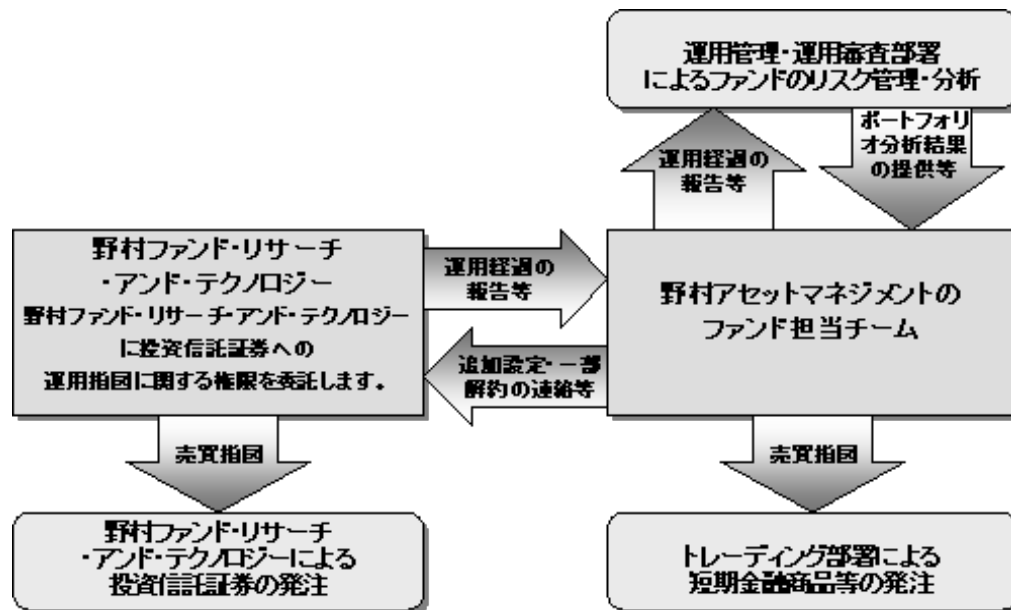 運用管理・運用審査部署
によるファンドのリスク管理・分析
運用経過の
報告等
ポートフォリ
オ分析結果
の提供等
野村ファンド・リサーチ
・アンド・テクノロジー
野村ファンド・リサーチ・アンド・テクノロジー
に投資信託証券への
運用指図に関する権限を委託します。
運用経過の
報告等
追加設定・一部
解約の連絡等
野村アセットマネジメントの
ファンド担当チーム
売買指図
売買指図
野村ファンド・リサーチ
・アンド・テクノロジーによる
投資信託証券の発注
トレーディング部署による
短期金融商品等の発注